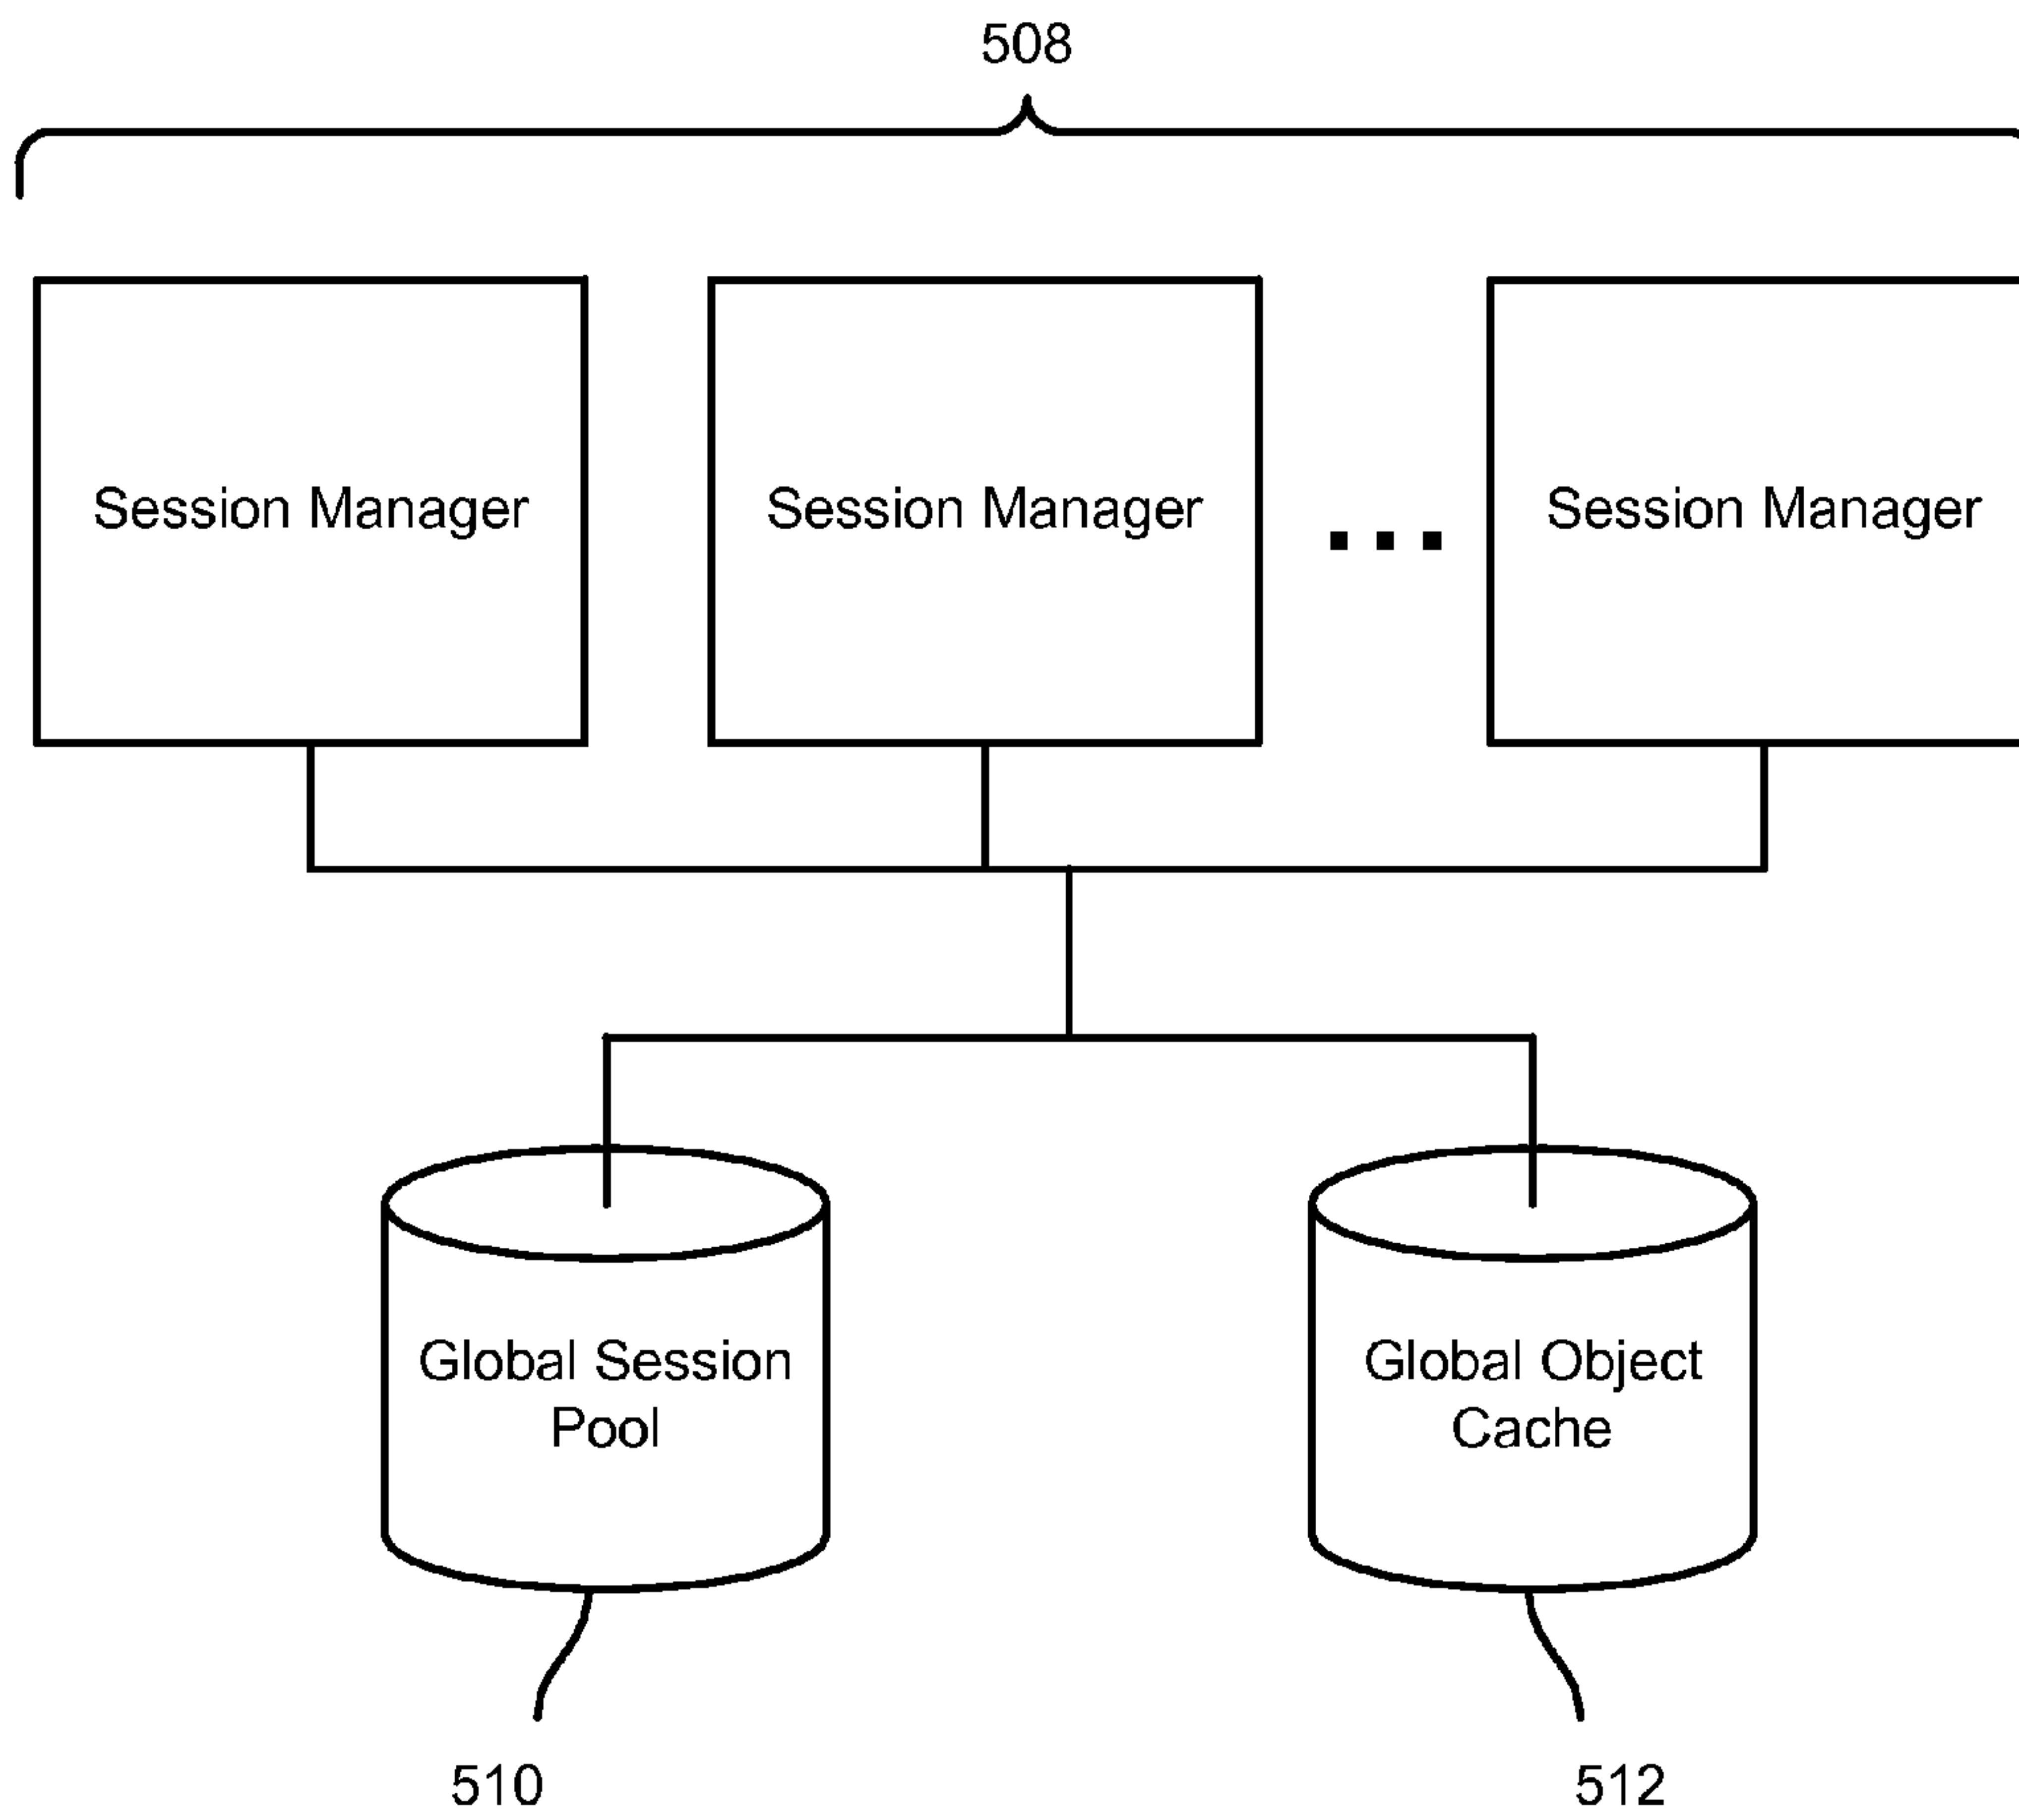 508
Session Manager
Session Manager
...
Session Manager
Global Session
Pool
Global Object
Cache
510
512